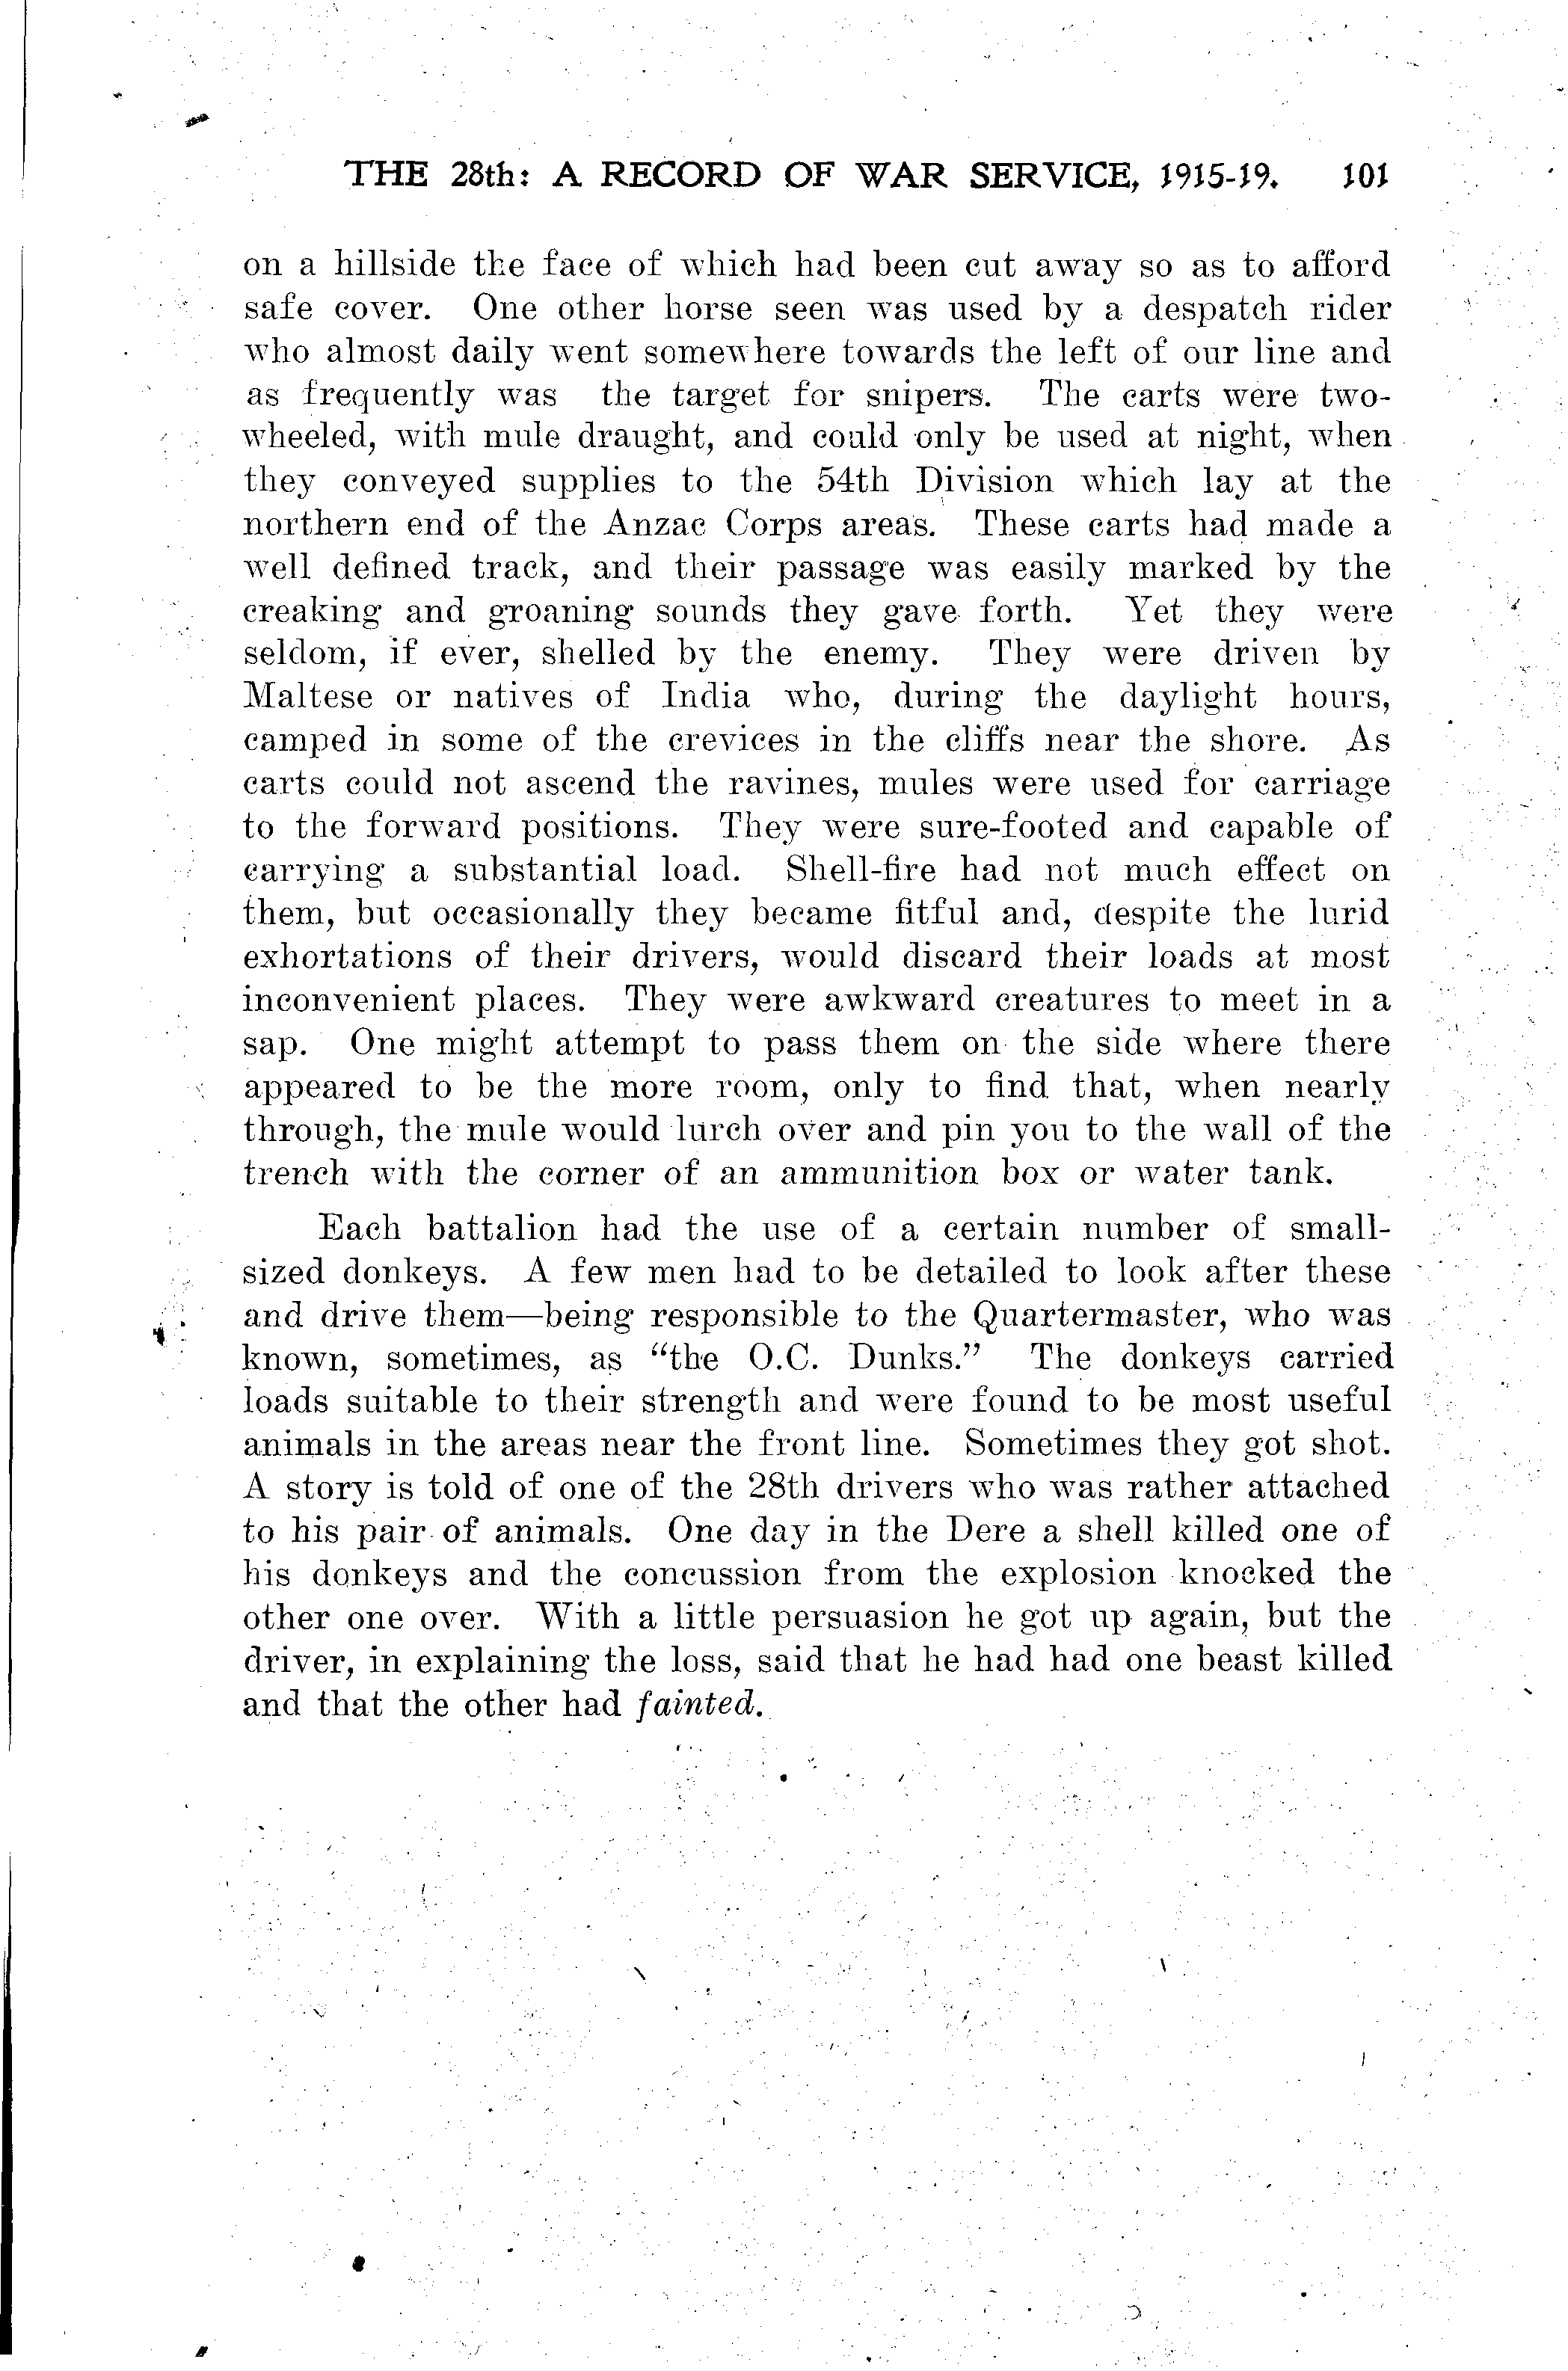 THE 28th: A RECORD OF WAR SERVICE, 1915-19. 101
on a hillside the face of which had been cut away so as to afford
safe cover. One other horse seen was used by a despatch rider
who almost daily went somewhere towards the left of our line and
as frequently was the target for snipers. The carts were two-
wheeled, with mule draught, and could only be used at night, when
they conveyed supplies to the 54th Division which lay at the
northern end of the Anzac Corps areas. These carts had made a
well defined track, and their passage was easily marked by the
creaking and groaning sounds they gave forth. Yet they were
seldom, if ever, shelled by the enemy. They were driven by
Maltese or natives of India who, during the daylight hours,
camped in some of the crevices in the cliffs near the shore. As
carts could not ascend the ravines, mules were used for carriage
to the forward positions. They were sure-footed and capable of
carrying a substantial load. Shell-fire had not much effect on
them, but occasionally they became fitful and, despite the lurid
exhortations of their drivers, would discard their loads at most
inconvenient places. They were awkward creatures to meet in a
sap. One might attempt to pass them on the side where there
appeared to be the more room, only to find that, when nearly
through, the mule would lurch over and pin you to the wall of the
trench with the corner of an ammunition box or water tank.
Each battalion had the use of a certain number of small-
sized donkeys. A few men had to be detailed to look after these
and drive them—being responsible to the Quartermaster, who was
known, sometimes, as "the O.C. Dunks." The donkeys carried
loads suitable to their strength and were found to be most useful
animals in the areas near the front line. Sometimes they got shot.
A story is told of one of the 28th drivers who was rather attached
to his pair of animals. One day in the Dere a shell killed one of
his donkeys and the concussion from the explosion knocked the
other one over. With a little persuasion he got up again, but the
driver, in explaining the loss, said that he had had one beast killed
and that the other had fainted.